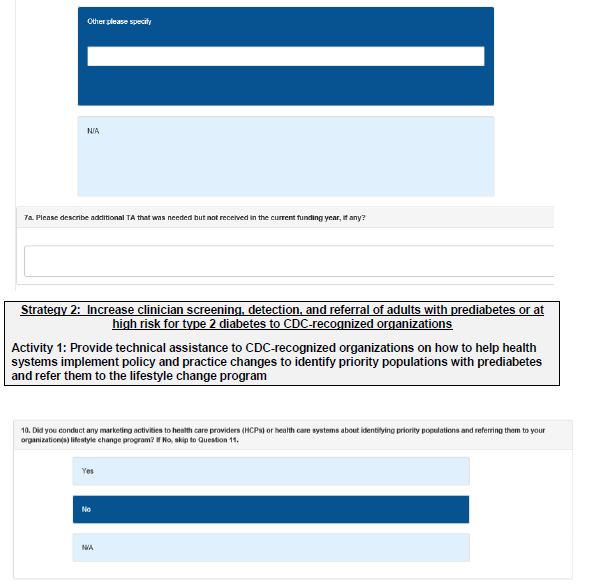 Other please specify
N/A
7a. Please describe additional TA that was needed but not received in the current funding year, if any?
Strategy 2: Increase clinician screening, detection, and referral of adults with prediabetes or at
high risk for type 2 diabetes to CDC-recognized organizations
Activity 1: Provide technical assistance to CDC-recognized organizations on how to help health
systems implement policy and practice changes to identify priority populations with prediabetes
and refer them to the lifestyle change program
10. Did you conduct any marketing activities to health care providers (HCPs) or health care systems about identifying priority populations and referring them to your
organization(s) lifestyle change program? If No, skip to Question 11.
Yes
No
N/A